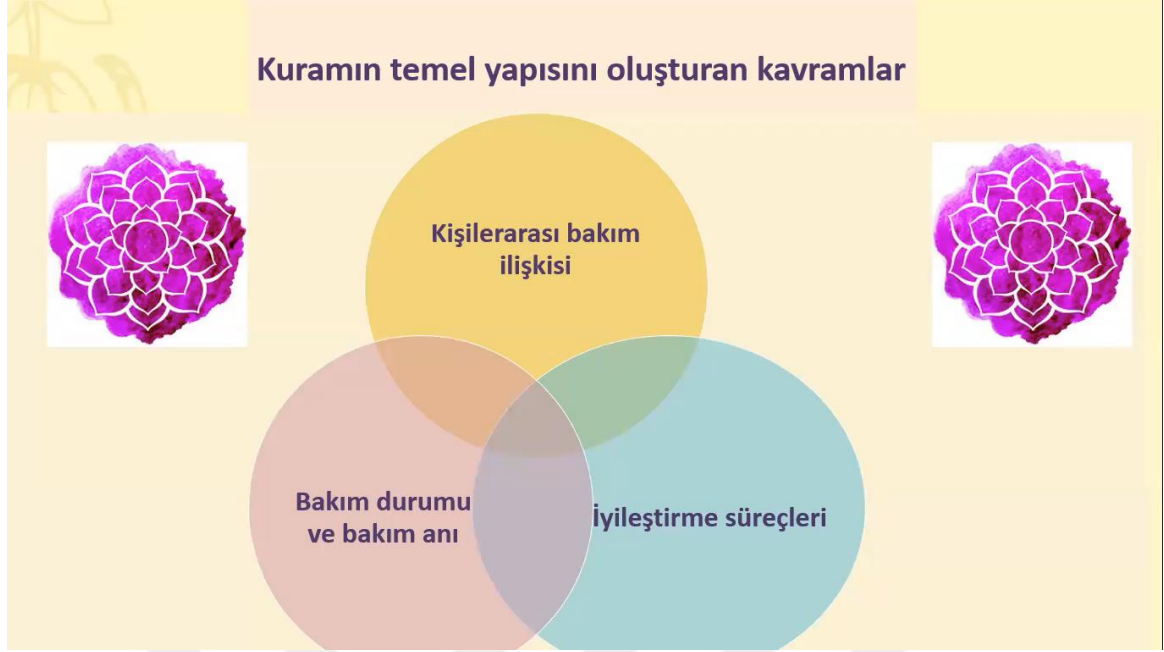 Kuramın temel yapısını oluşturan kavramlar
Kişilerarası bakım
ilişkisi
Bakım durumu
ve bakım anı
İyileştirme süreçleri